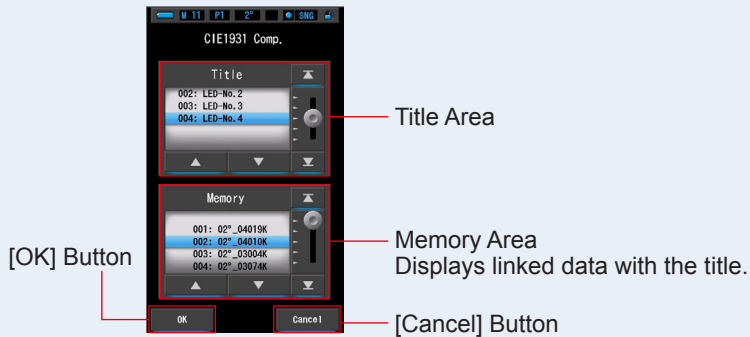 M 11 P1 2° SNG
CIE1931 Comp.
Title
002: LED-No.2
003: LED-No.3
004: LED-No.4
Title Area
Memory
001: 02°_04019K
002: 02°_04010K
003: 02°_03004K
004: 02°_03074K
Memory Area
Displays linked data with the title.
[OK] Button
OK
Cancel
[Cancel] Button